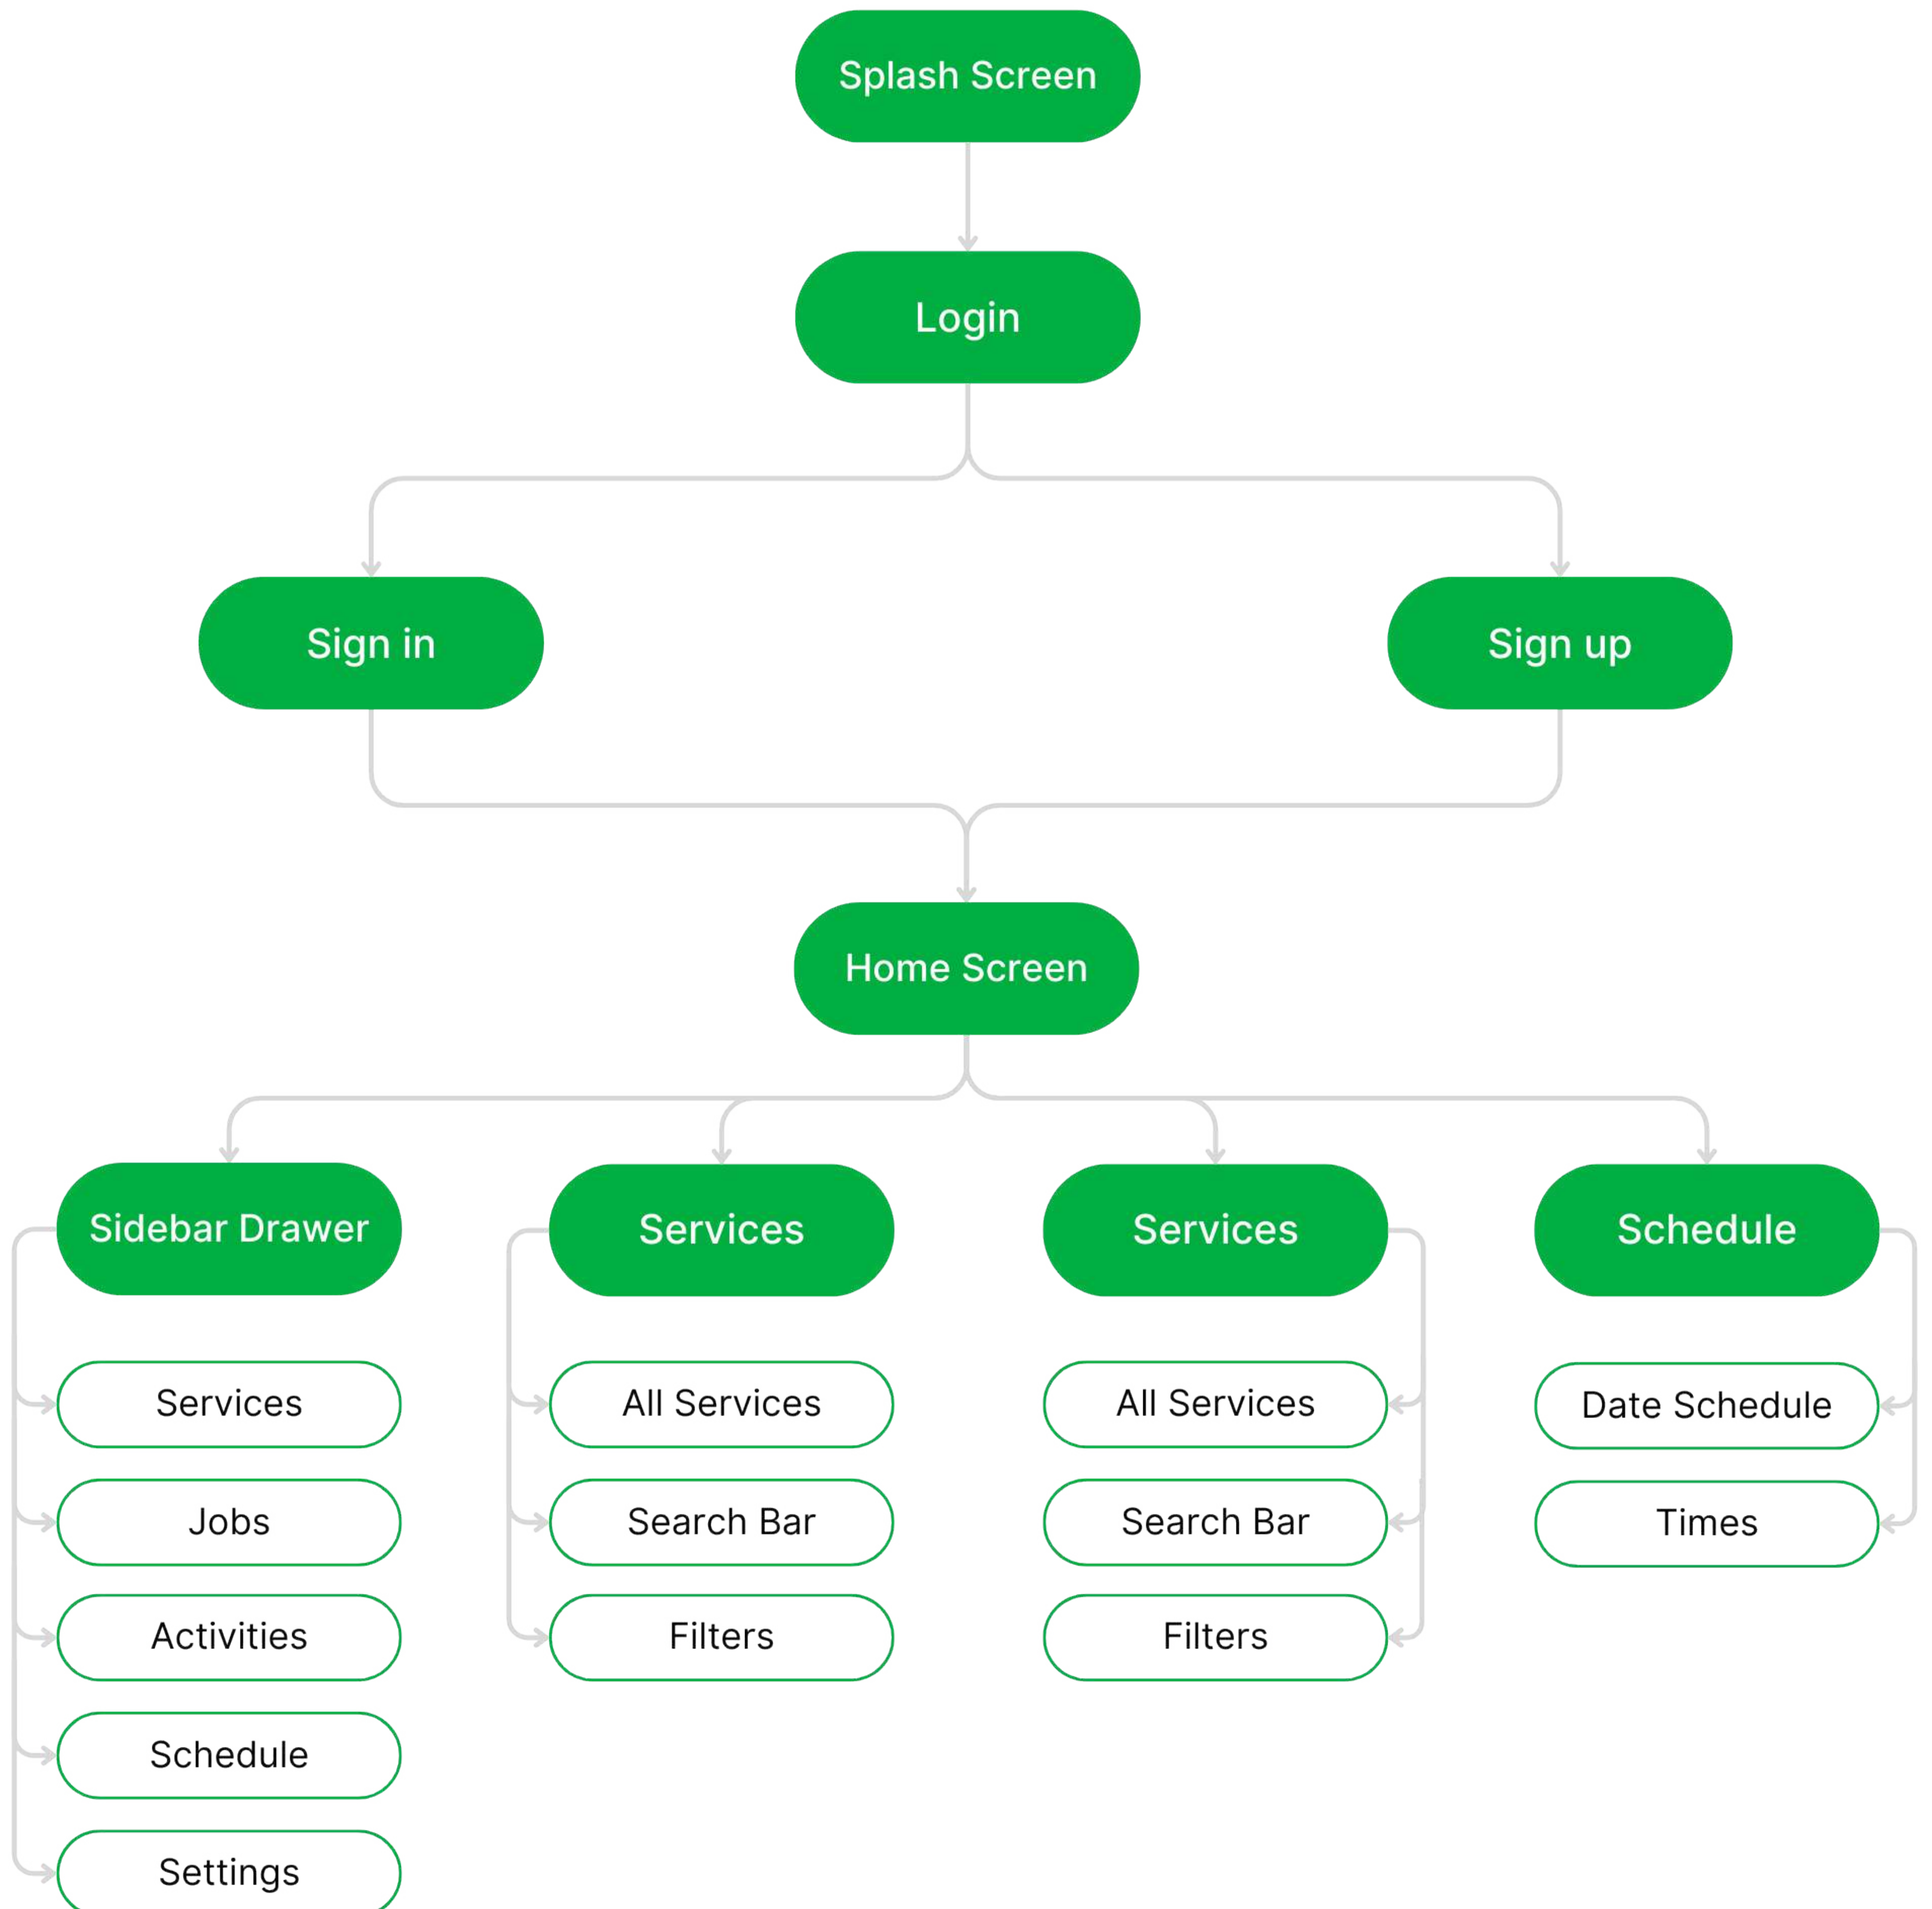 Splash Screen
Login
Sign in
Sign up
Home Screen
Sidebar Drawer
Services
Jobs
Activities
Schedule
Settings
Services
All Services
Search Bar
Filters
Services
All Services
Search Bar
Filters
Schedule
Date Schedule
Times